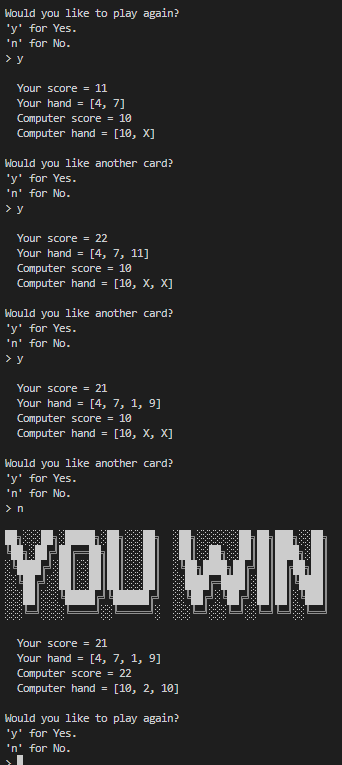 Would you like to play again?
'y' for Yes.
'n' for No.
> y
Your score = 11
Your hand = [4, 7]
Computer score = 10
Computer hand = [10, X]
Would you like another card?
'y' for Yes.
'n' for No.
> y
Your score = 22
Your hand = [4, 7, 11]
Computer score = 10
Computer hand = [10, X, X]
Would you like another card?
'y' for Yes.
'n' for No.
> y
Your score = 21
Your hand = [4, 7, 1, 9]
Computer score = 10
Computer hand = [10, X, X]
Would you like another card?
'y' for Yes.
'n' for No.
> n
YOU WIN
Your score = 21
Your hand = [4, 7, 1, 9]
Computer score = 22
Computer hand = [10, 2, 10]
Would you like to play again?
'y' for Yes.
'n' for No.
>